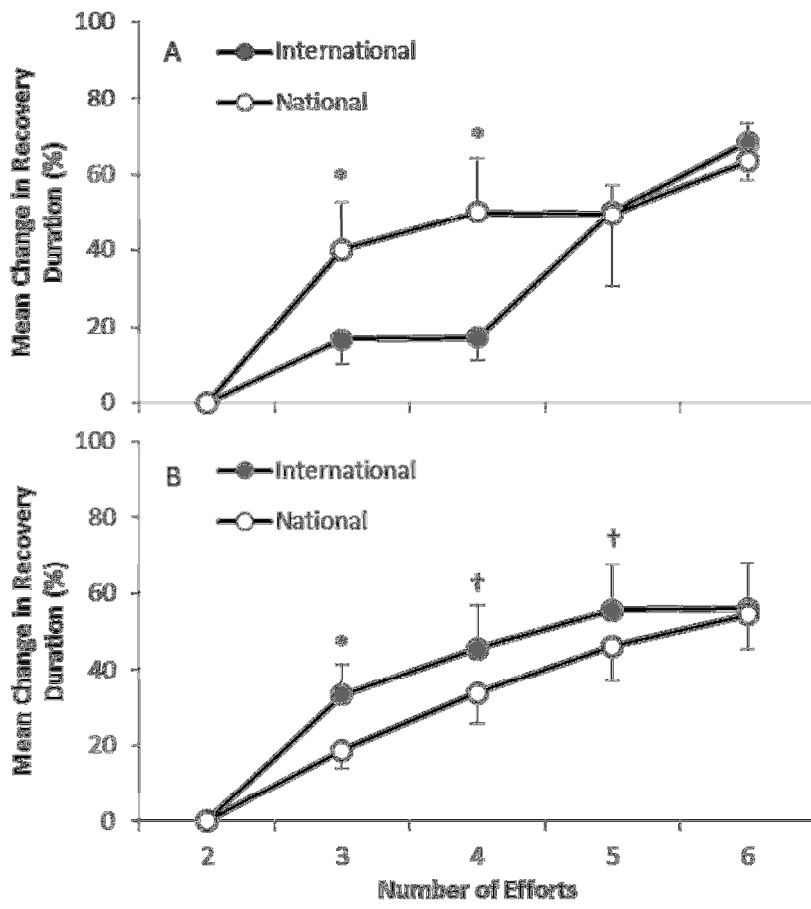 100
A
International
National
80
60
40
20
0
*
*
Mean Change in Recovery
Duration (%)
100
B
International
National
80
60
40
20
0
*
†
†
Mean Change in Recovery
Duration (%)
2 3 4 5 6
Number of Efforts